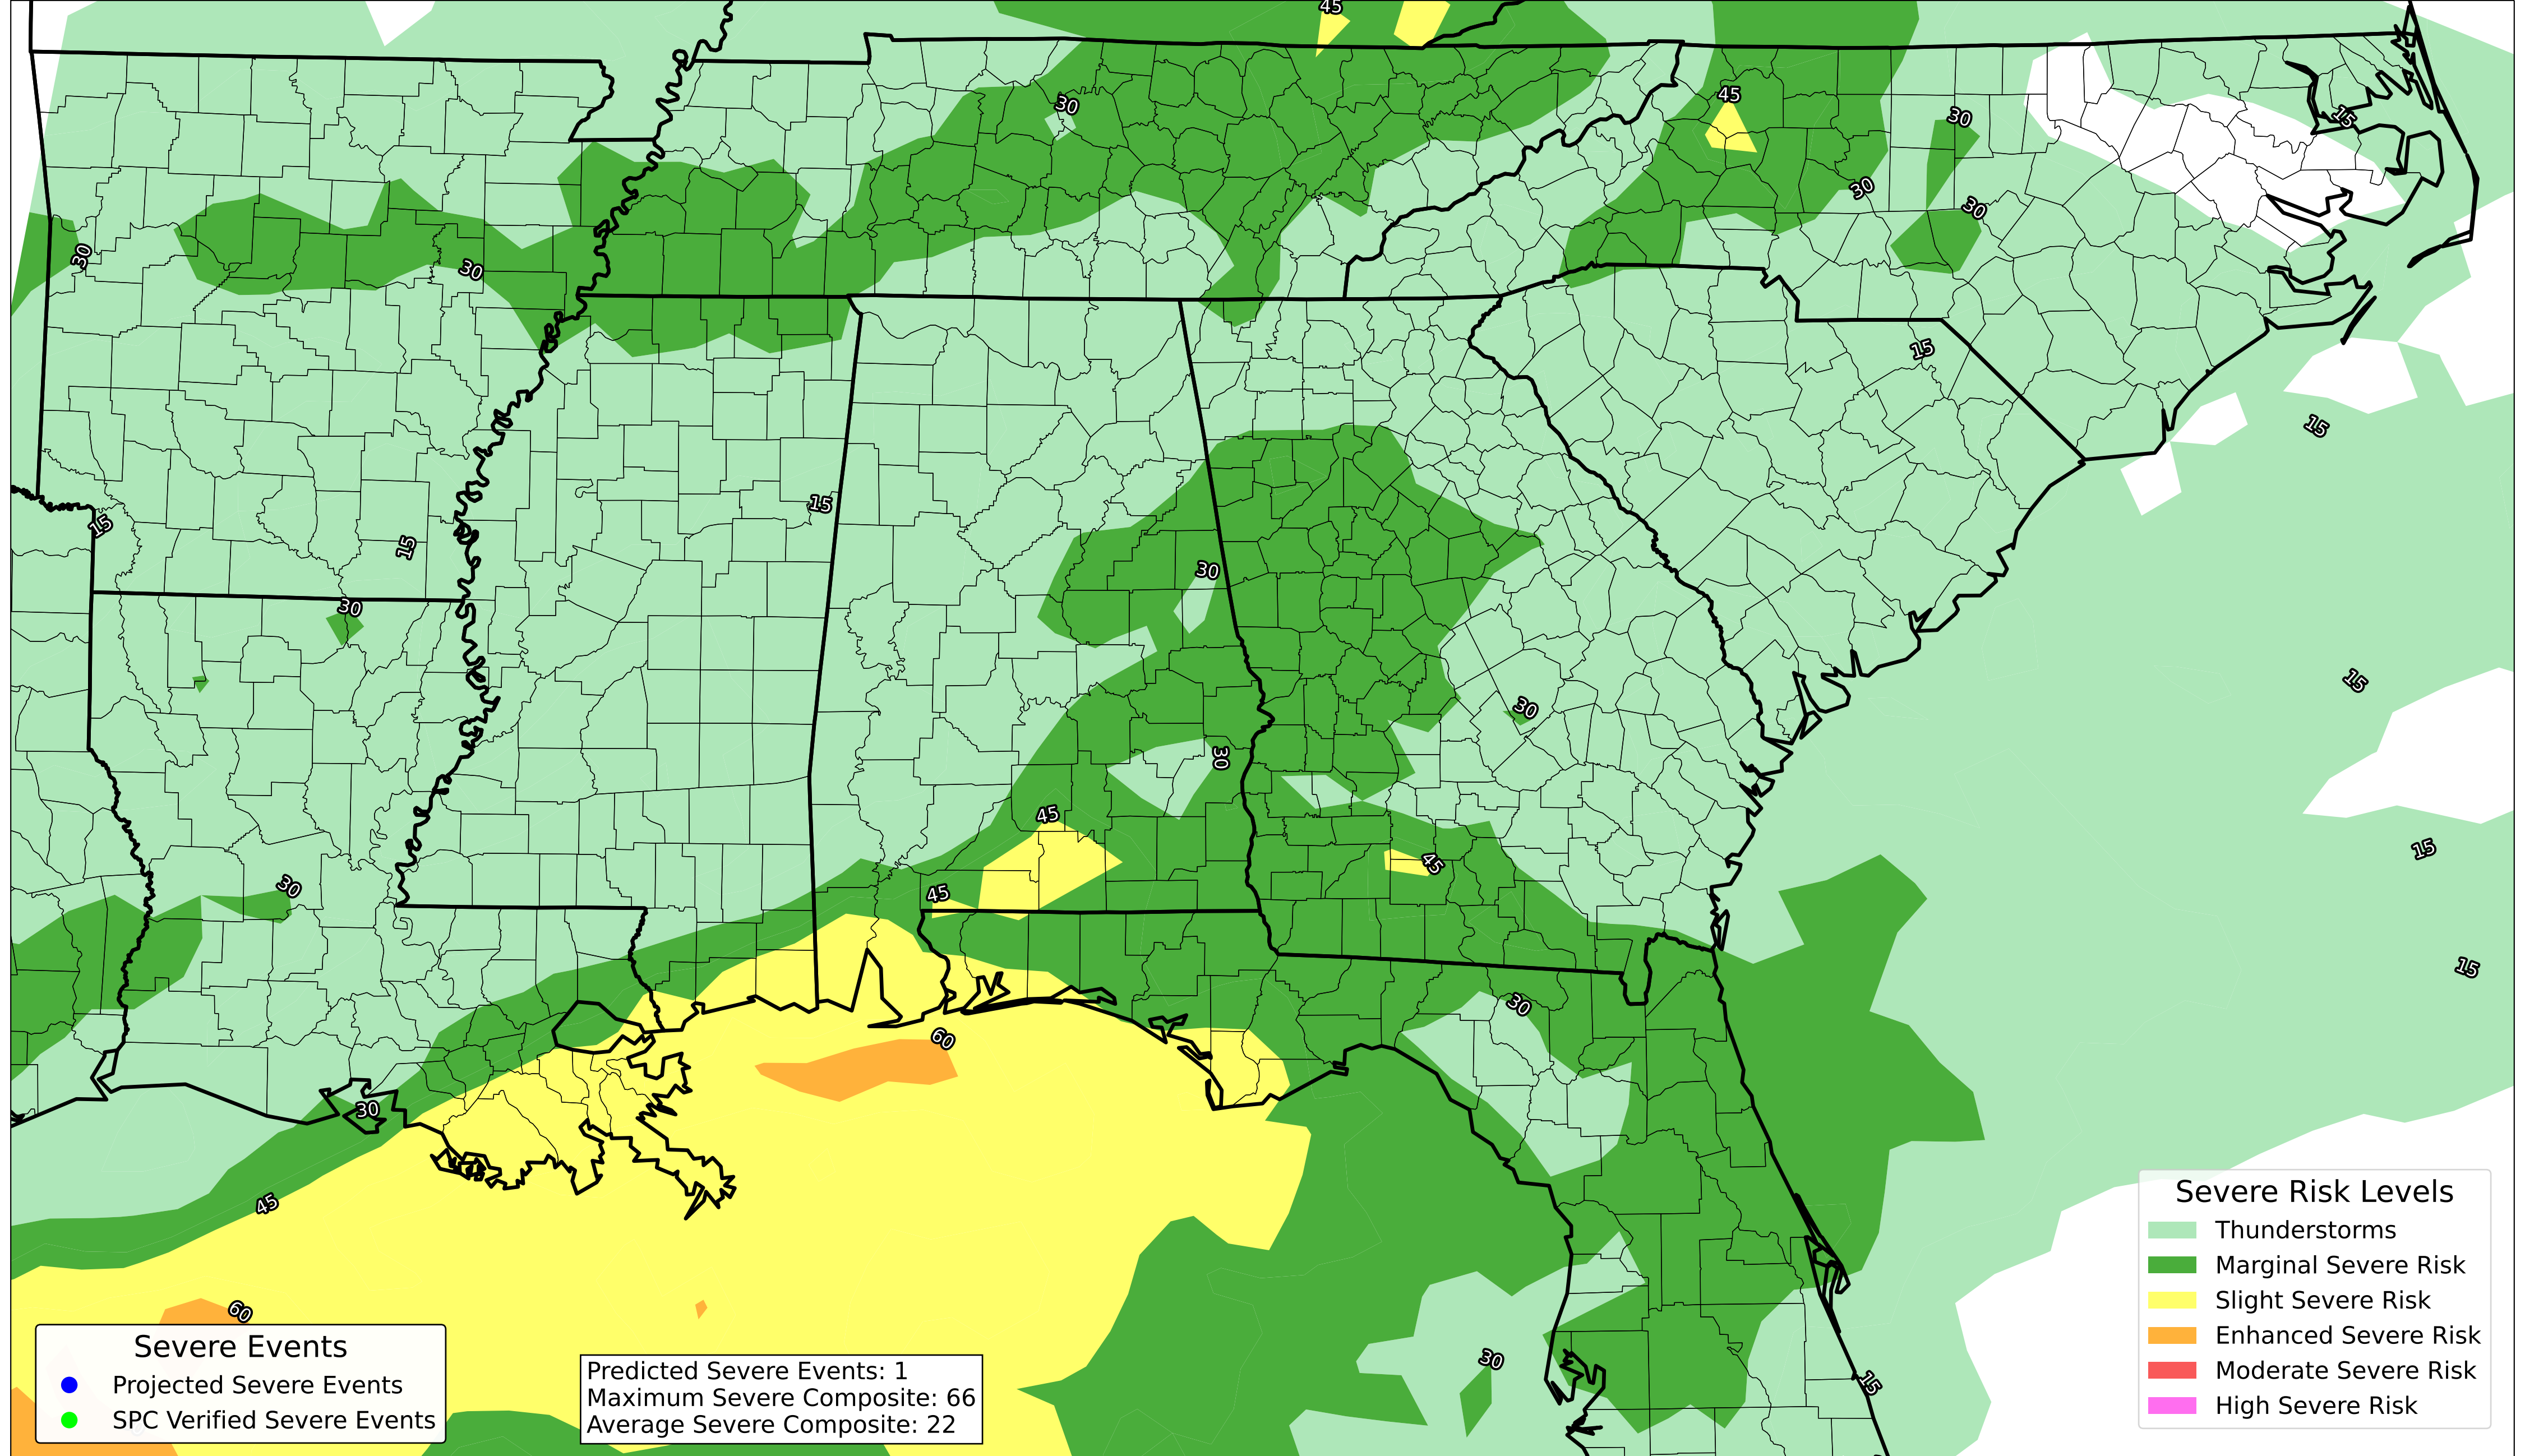 45
45
30
30
15
30
30
30
30
15
15
15
15
15
30
30
15
30
30
45
15
45
30
45
15
30
60
30
45
60
30
15
Severe Risk Levels
Thunderstorms
Marginal Severe Risk
Slight Severe Risk
Enhanced Severe Risk
Moderate Severe Risk
High Severe Risk
Severe Events
Projected Severe Events
SPC Verified Severe Events
Predicted Severe Events: 1
Maximum Severe Composite: 66
Average Severe Composite: 22